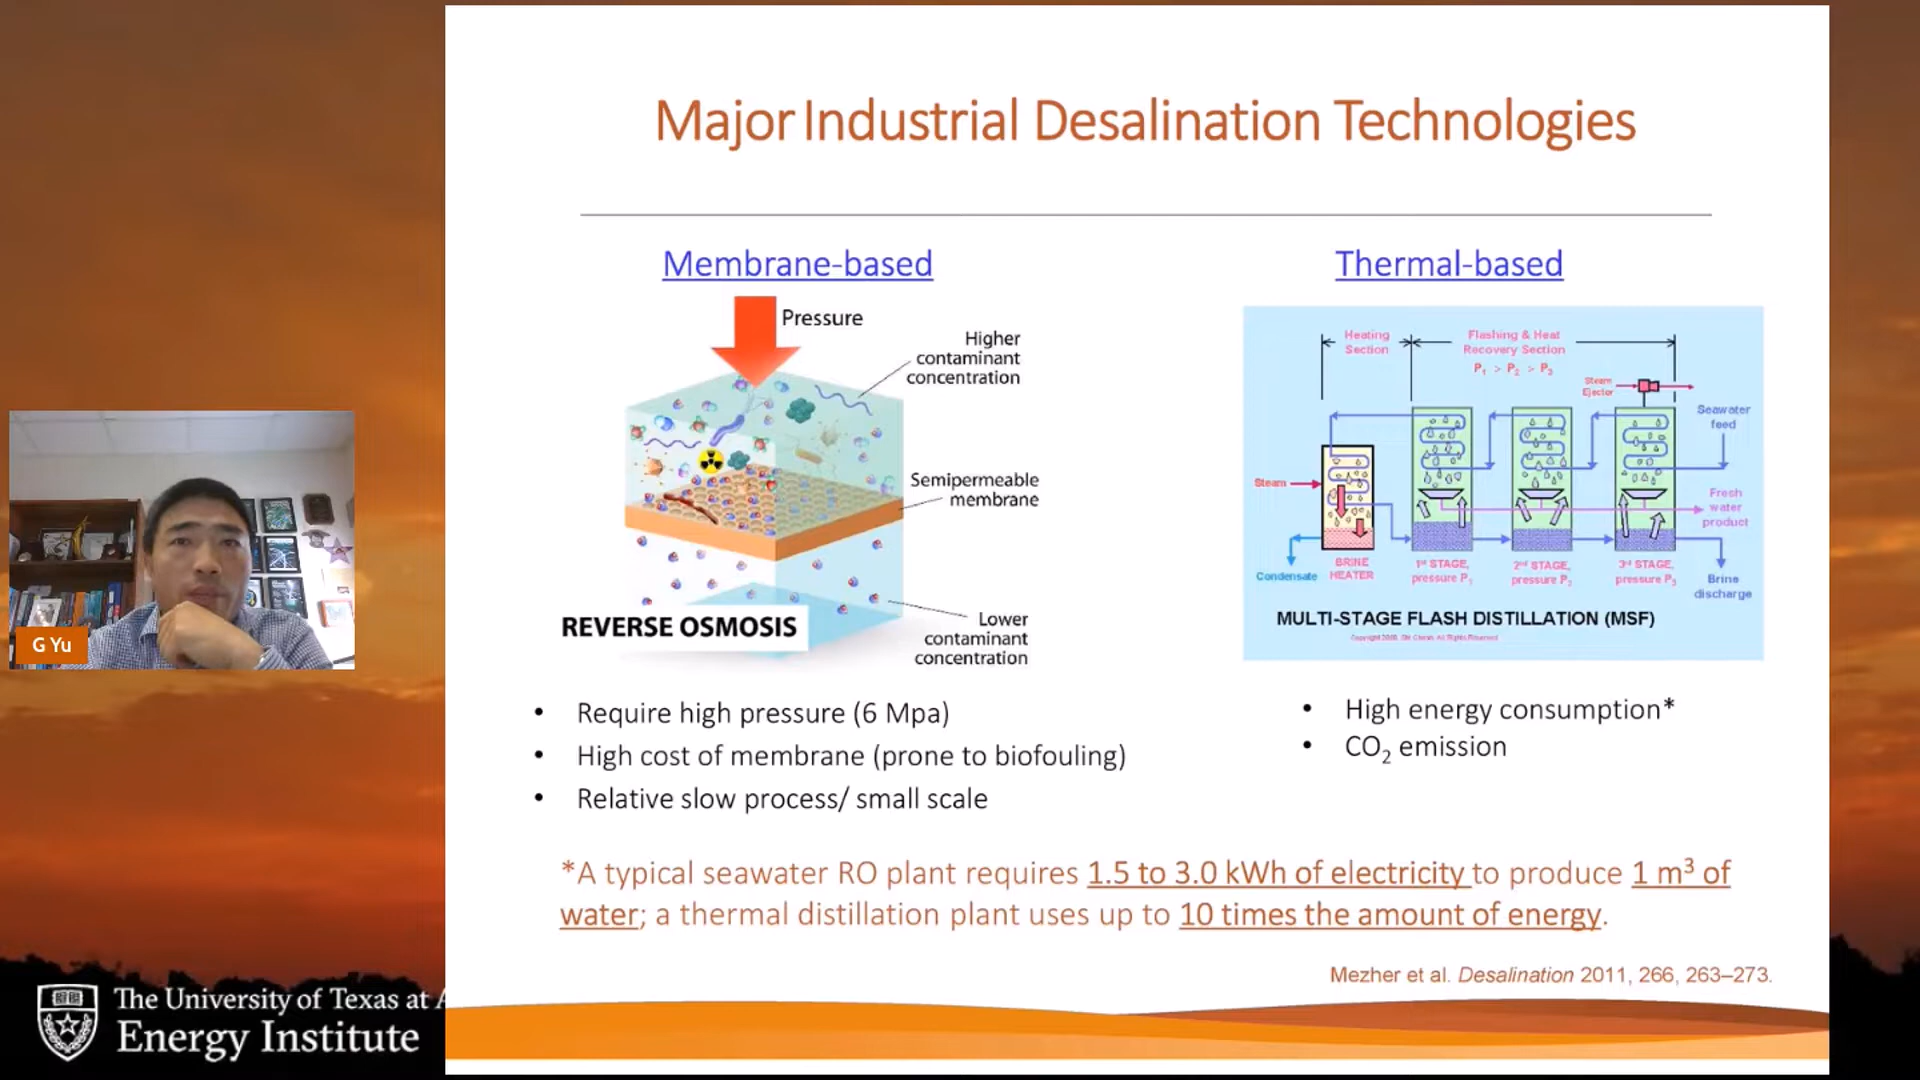 Major Industrial Desalination Technologies
Membrane-based
Pressure
Higher
contaminant
concentration
Semipermeable
membrane
REVERSE OSMOSIS
Lower
contaminant
concentration
• Require high pressure (6 Mpa)
• High cost of membrane (prone to biofouling)
• Relative slow process/ small scale
Thermal-based
Heating
Section
Flashing & Heat
Recovery Section
P1 > P2 > P3
Steam
Ejector
Seawater
feed
Steam
Fresh
water
product
Condensate
BRINE
HEATER
1st STAGE,
pressure P1
2nd STAGE,
pressure P2
3rd STAGE,
pressure P3
Brine
discharge
MULTI-STAGE FLASH DISTILLATION (MSF)
• High energy consumption*
• CO2 emission
*A typical seawater RO plant requires 1.5 to 3.0 kWh of electricity to produce 1 m³ of
water; a thermal distillation plant uses up to 10 times the amount of energy.
Mezher et al. Desalination 2011, 266, 263–273.
G Yu
The University of Texas at A
Energy Institute